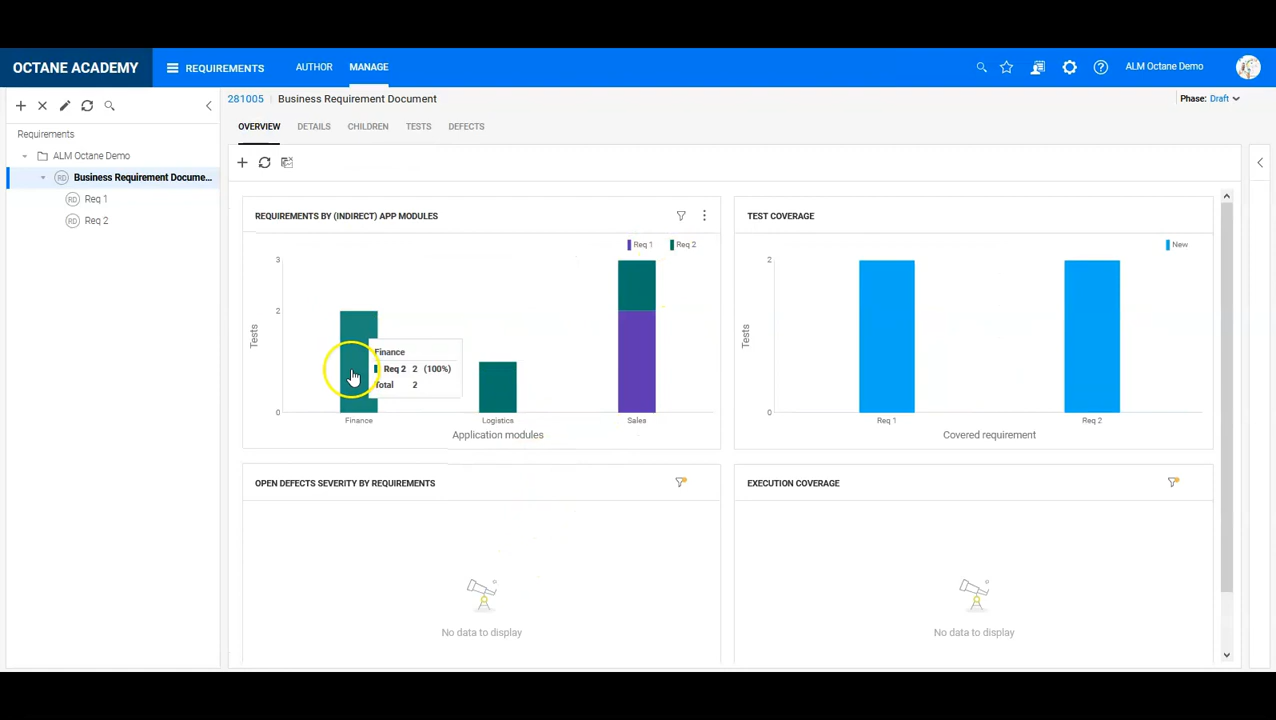 OCTANE ACADEMY
REQUIREMENTS
AUTHOR
MANAGE
ALM Octane Demo
281005 Business Requirement Document
Phase: Draft
Requirements
ALM Octane Demo
Business Requirement Docume...
RD
Req 1
RD
Req 2
RD
OVERVIEW
DETAILS
CHILDREN
TESTS
DEFECTS
REQUIREMENTS BY (INDIRECT) APP MODULES
Req 1
Req 2
3
2
0
Tests
Finance
Req 2 2 (100%)
Total 2
Finance
Logistics
Sales
Application modules
TEST COVERAGE
New
2
0
Tests
Req 1
Req 2
Covered requirement
OPEN DEFECTS SEVERITY BY REQUIREMENTS
No data to display
EXECUTION COVERAGE
No data to display